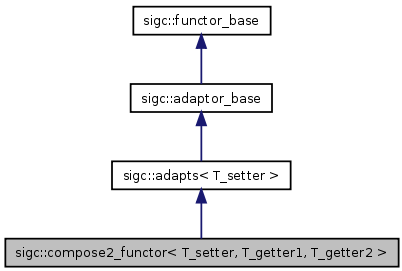 sigc::functor_base
sigc::adaptor_base
sigc::adapts< T_setter >
sigc::compose2_functor< T_setter, T_getter1, T_getter2 >